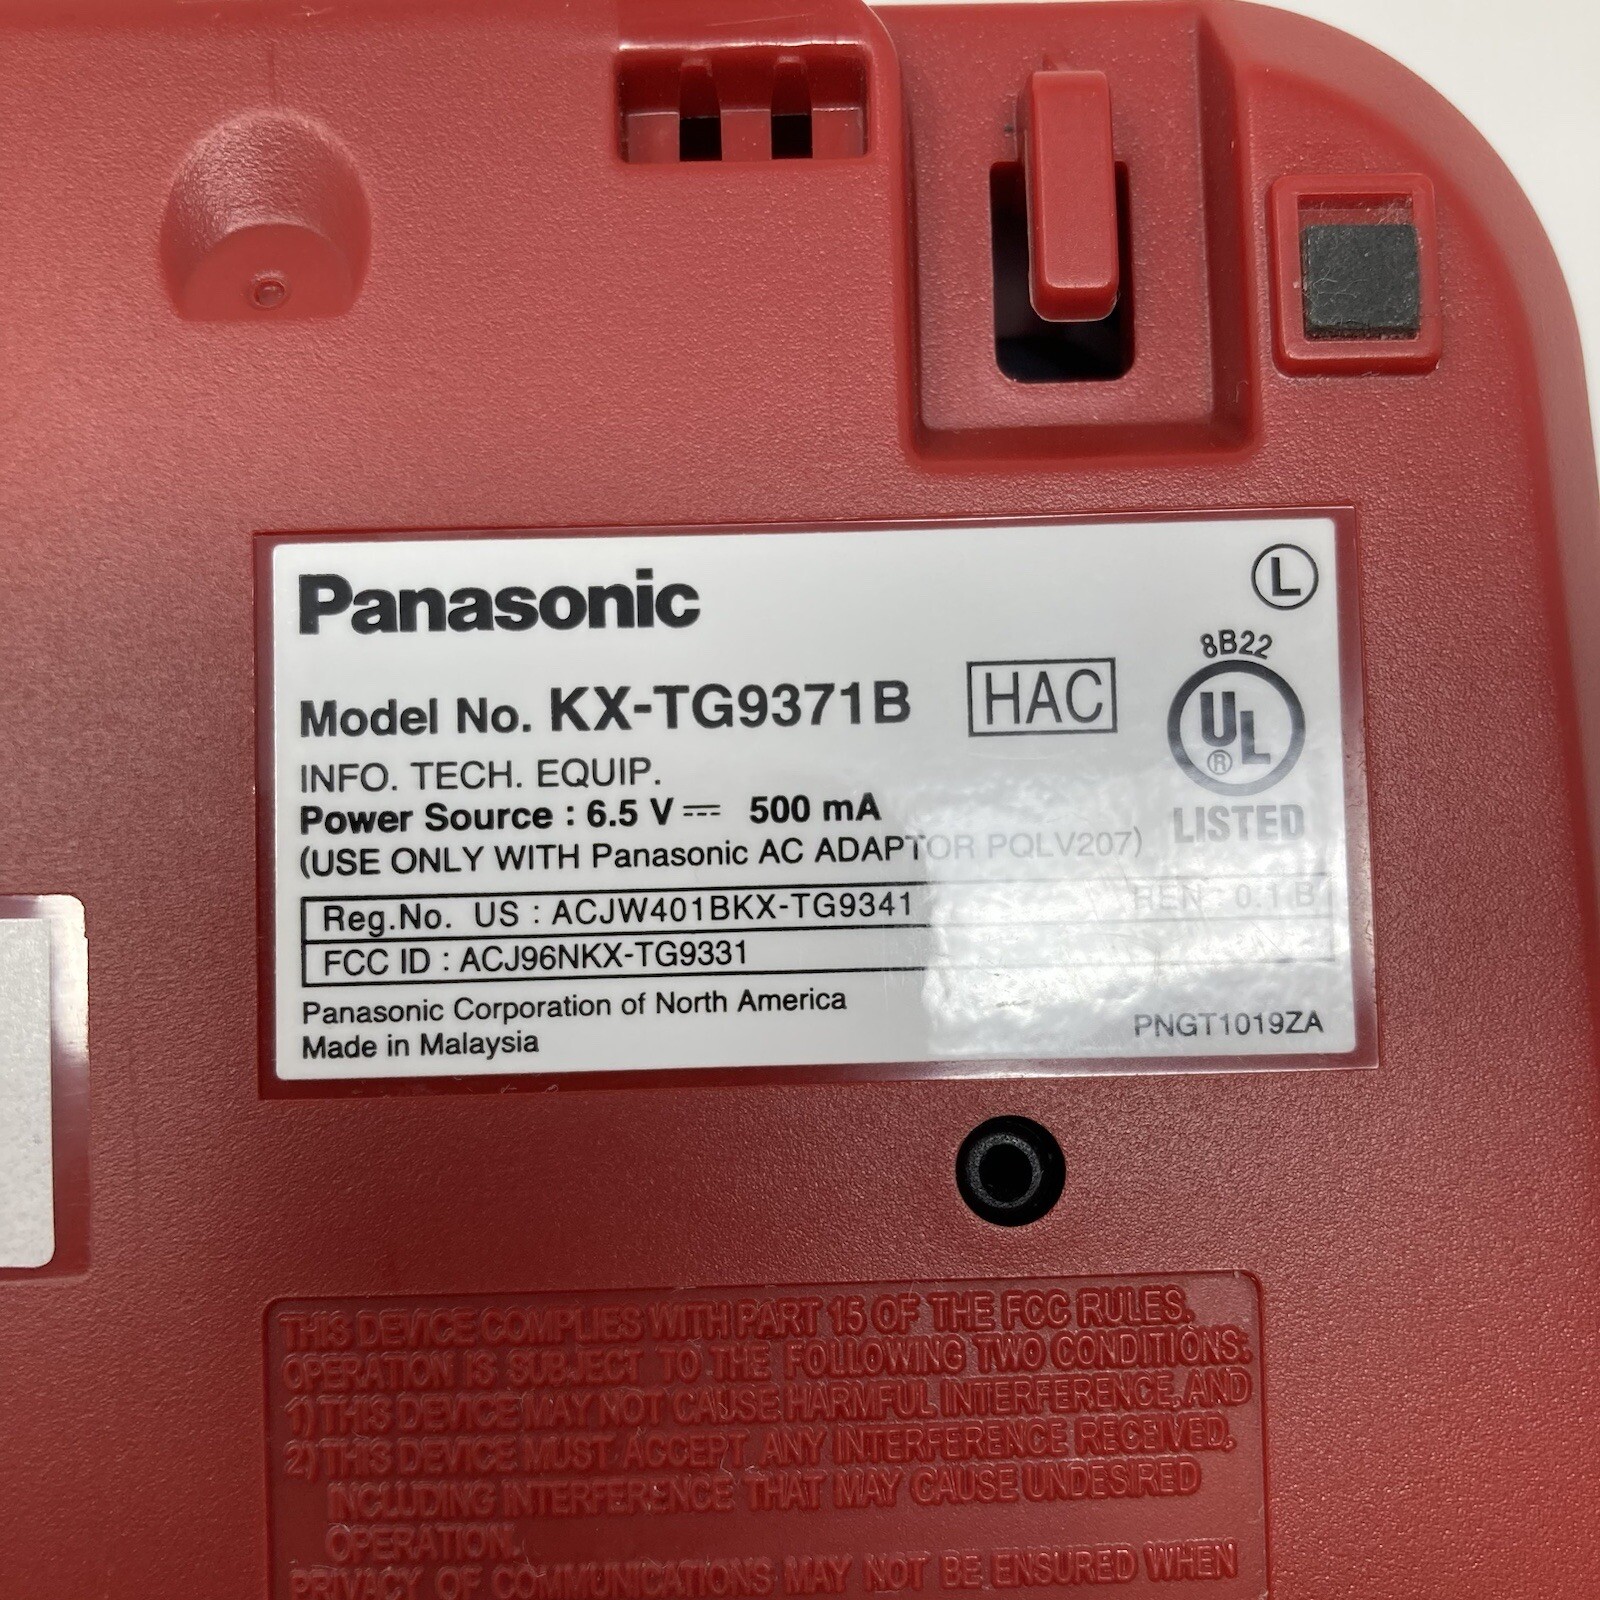 Panasonic
L
8B22
Model No. KX-TG9371B
HAC
UL
®
LISTED
INFO. TECH. EQUIP.
Power Source : 6.5 V ⎓ 500 mA
(USE ONLY WITH Panasonic AC ADAPTOR PQLV207)
Reg.No. US : ACJW401BKX-TG9341 REN : 0.1 B
FCC ID : ACJ96NKX-TG9331
Panasonic Corporation of North America
Made in Malaysia
PNGT1019ZA
THIS DEVICE COMPLIES WITH PART 15 OF THE FCC RULES.
OPERATION IS SUBJECT TO THE FOLLOWING TWO CONDITIONS:
1) THIS DEVICE MAY NOT CAUSE HARMFUL INTERFERENCE, AND
2) THIS DEVICE MUST ACCEPT ANY INTERFERENCE RECEIVED,
INCLUDING INTERFERENCE THAT MAY CAUSE UNDESIRED
OPERATION.
PRIVACY OF COMMUNICATIONS MAY NOT BE ENSURED WHEN